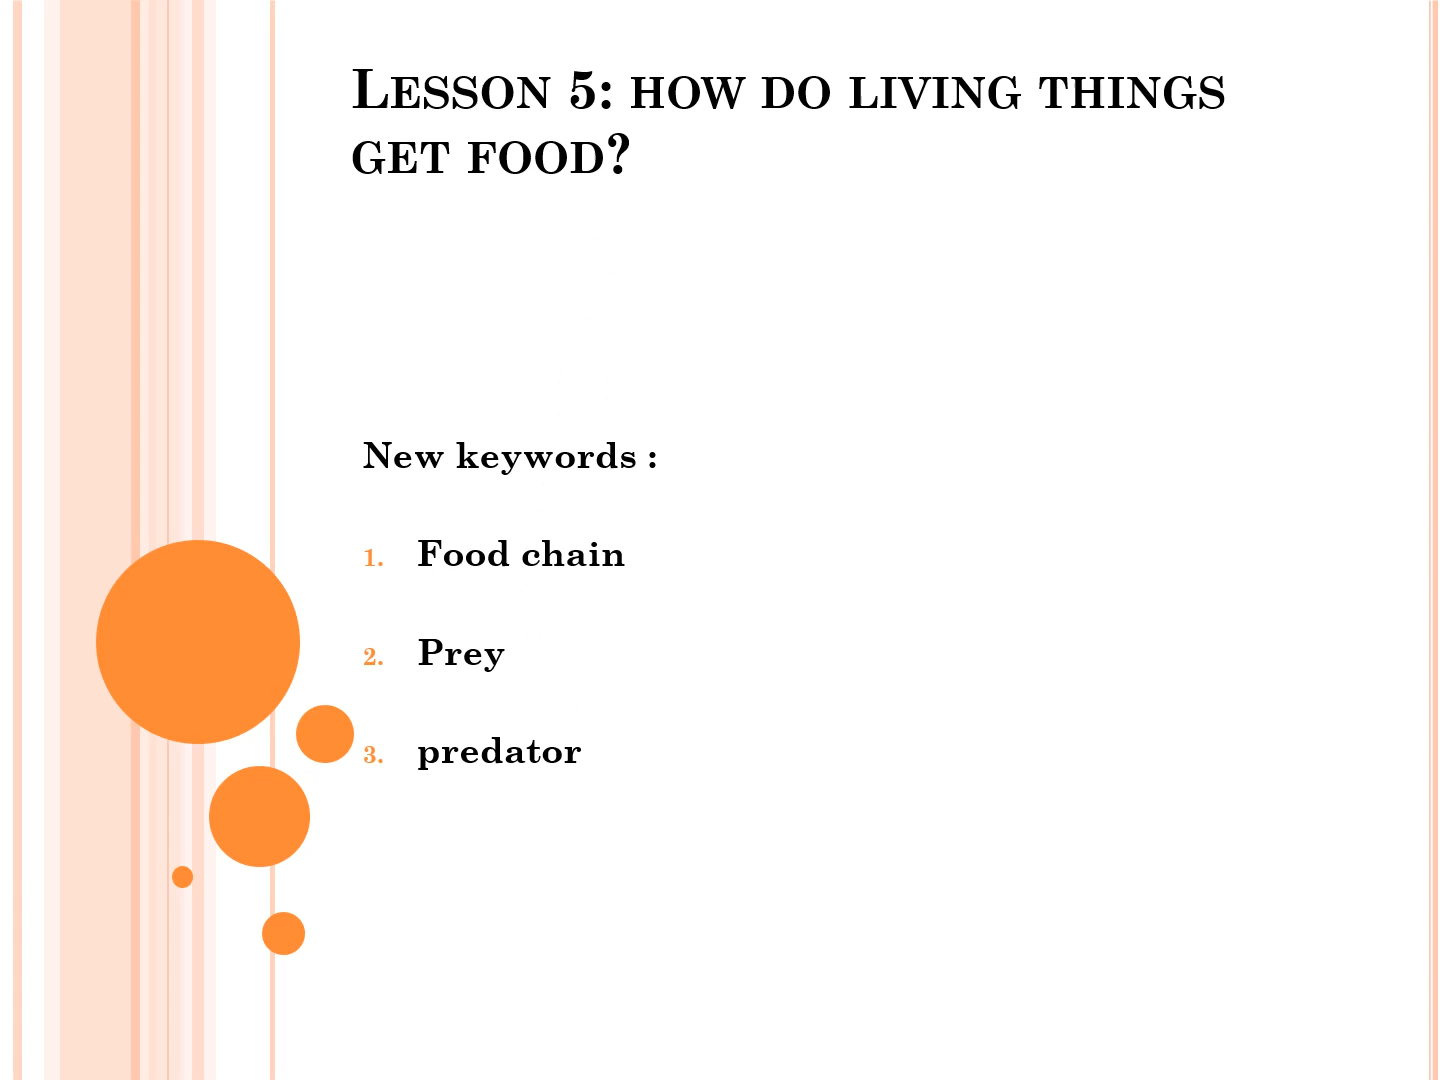 Lesson 5: how do living things
get food?
New keywords :
1. Food chain
2. Prey
3. predator